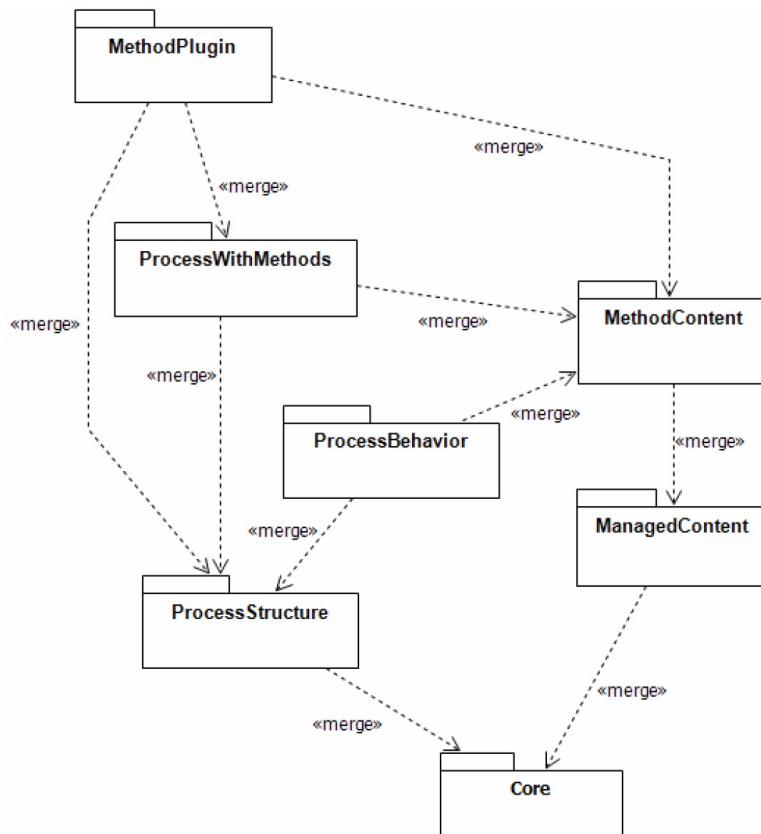 MethodPlugin
«merge»
«merge»
ProcessWithMethods
MethodContent
«merge»
«merge»
«merge»
«merge»
ProcessBehavior
«merge»
ManagedContent
«merge»
ProcessStructure
«merge»
«merge»
Core